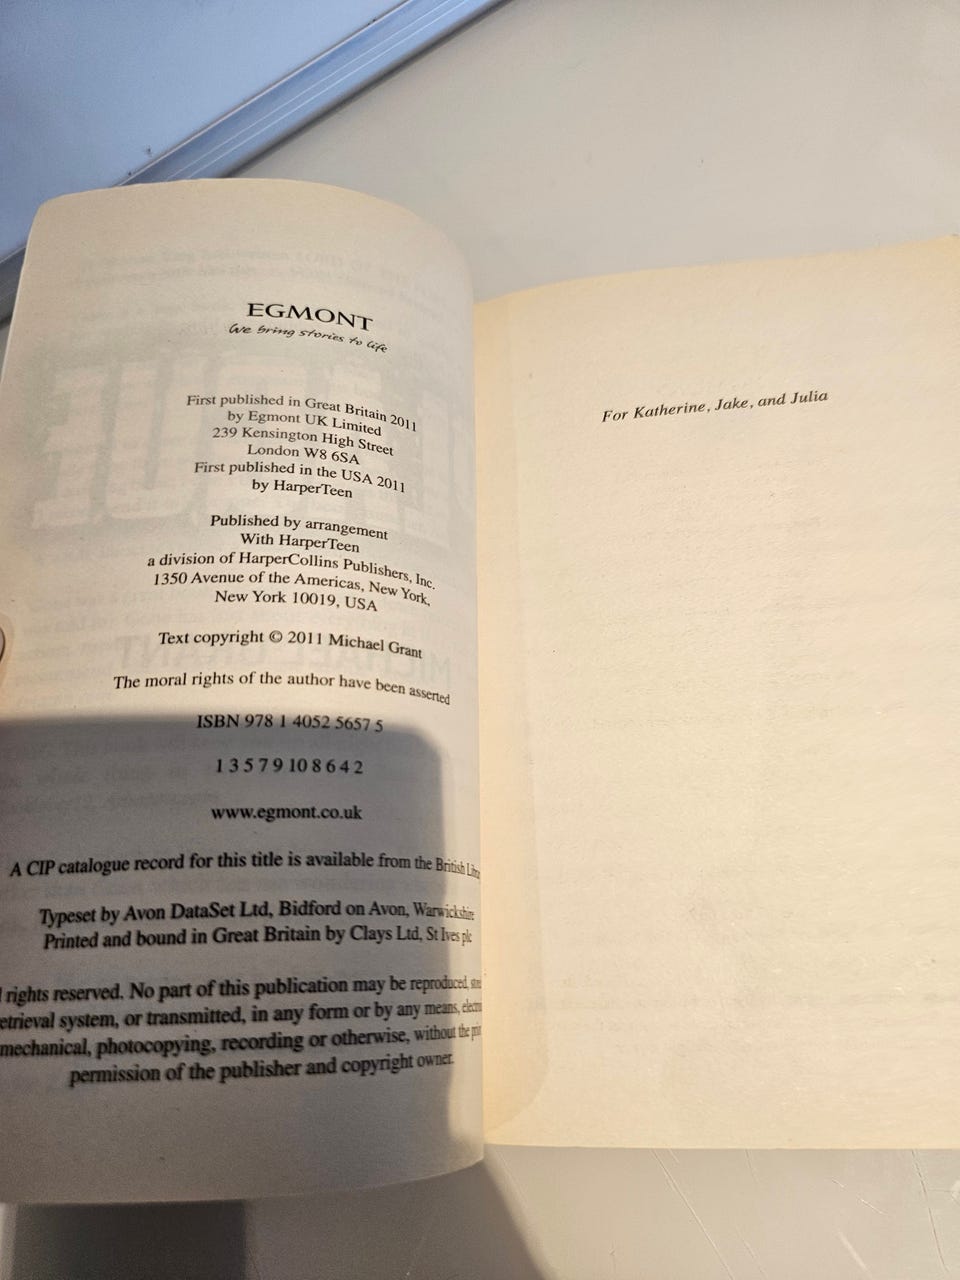 EGMONT
We bring stories to life
First published in Great Britain 2011
by Egmont UK Limited
239 Kensington High Street
London W8 6SA
First published in the USA 2011
by HarperTeen
Published by arrangement
With HarperTeen
a division of HarperCollins Publishers, Inc.
1350 Avenue of the Americas, New York,
New York 10019, USA
Text copyright © 2011 Michael Grant
The moral rights of the author have been asserted
ISBN 978 1 4052 5657 5
1 3 5 7 9 10 8 6 4 2
www.egmont.co.uk
A CIP catalogue record for this title is available from the British
Typeset by Avon DataSet Ltd, Bidford on Avon, Warwickshire
Printed and bound in Great Britain by Clays Ltd, St Ives plc
rights reserved. No part of this publication may be reproduced,
system, or transmitted, in any form or by any means,
mechanical, photocopying, recording or otherwise, without the
permission of the publisher and copyright owner.
For Katherine, Jake, and Julia